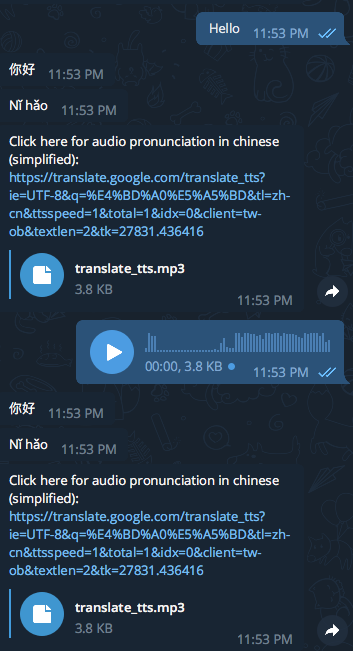 Hello 11:53 PM
你好 11:53 PM
Nǐ hǎo 11:53 PM
Click here for audio pronunciation in chinese
(simplified):
https://translate.google.com/translate_tts?
ie=UTF-8&q=%E4%BD%A0%E5%A5%BD&tl=zh-
cn&ttsspeed=1&total=1&idx=0&client=tw-
ob&textlen=2&tk=27831.436416
translate_tts.mp3
3.8 KB
11:53 PM
00:00, 3.8 KB 11:53 PM
你好 11:53 PM
Nǐ hǎo 11:53 PM
Click here for audio pronunciation in chinese
(simplified):
https://translate.google.com/translate_tts?
ie=UTF-8&q=%E4%BD%A0%E5%A5%BD&tl=zh-
cn&ttsspeed=1&total=1&idx=0&client=tw-
ob&textlen=2&tk=27831.436416
translate_tts.mp3
3.8 KB
11:53 PM